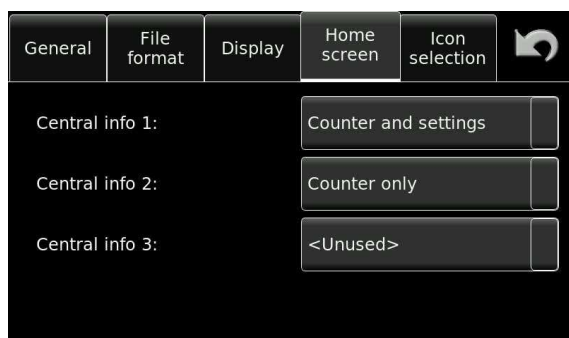 General
File
format
Display
Home
screen
Icon
selection
Central info 1:
Counter and settings
Central info 2:
Counter only
Central info 3:
<Unused>